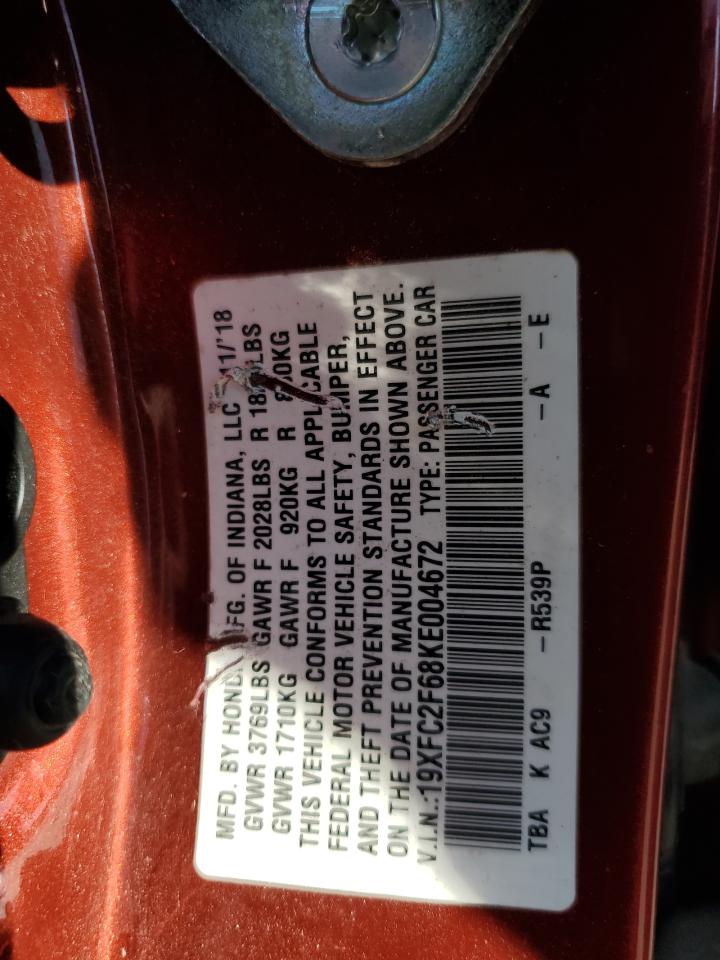 MFD. BY HONDA MFG. OF INDIANA, LLC 11/'18
GVWR 3769LBS GAWR F 2028LBS R LBS
GVWR 1710KG GAWR F 920KG R KG
THIS VEHICLE CONFORMS TO ALL APPLICABLE
FEDERAL MOTOR VEHICLE SAFETY, BUMPER,
AND THEFT PREVENTION STANDARDS IN EFFECT
ON THE DATE OF MANUFACTURE SHOWN ABOVE.
V.I.N.:19XFC2F68KE004672 TYPE: PASSENGER CAR
TBA K AC9 -R539P -A -E